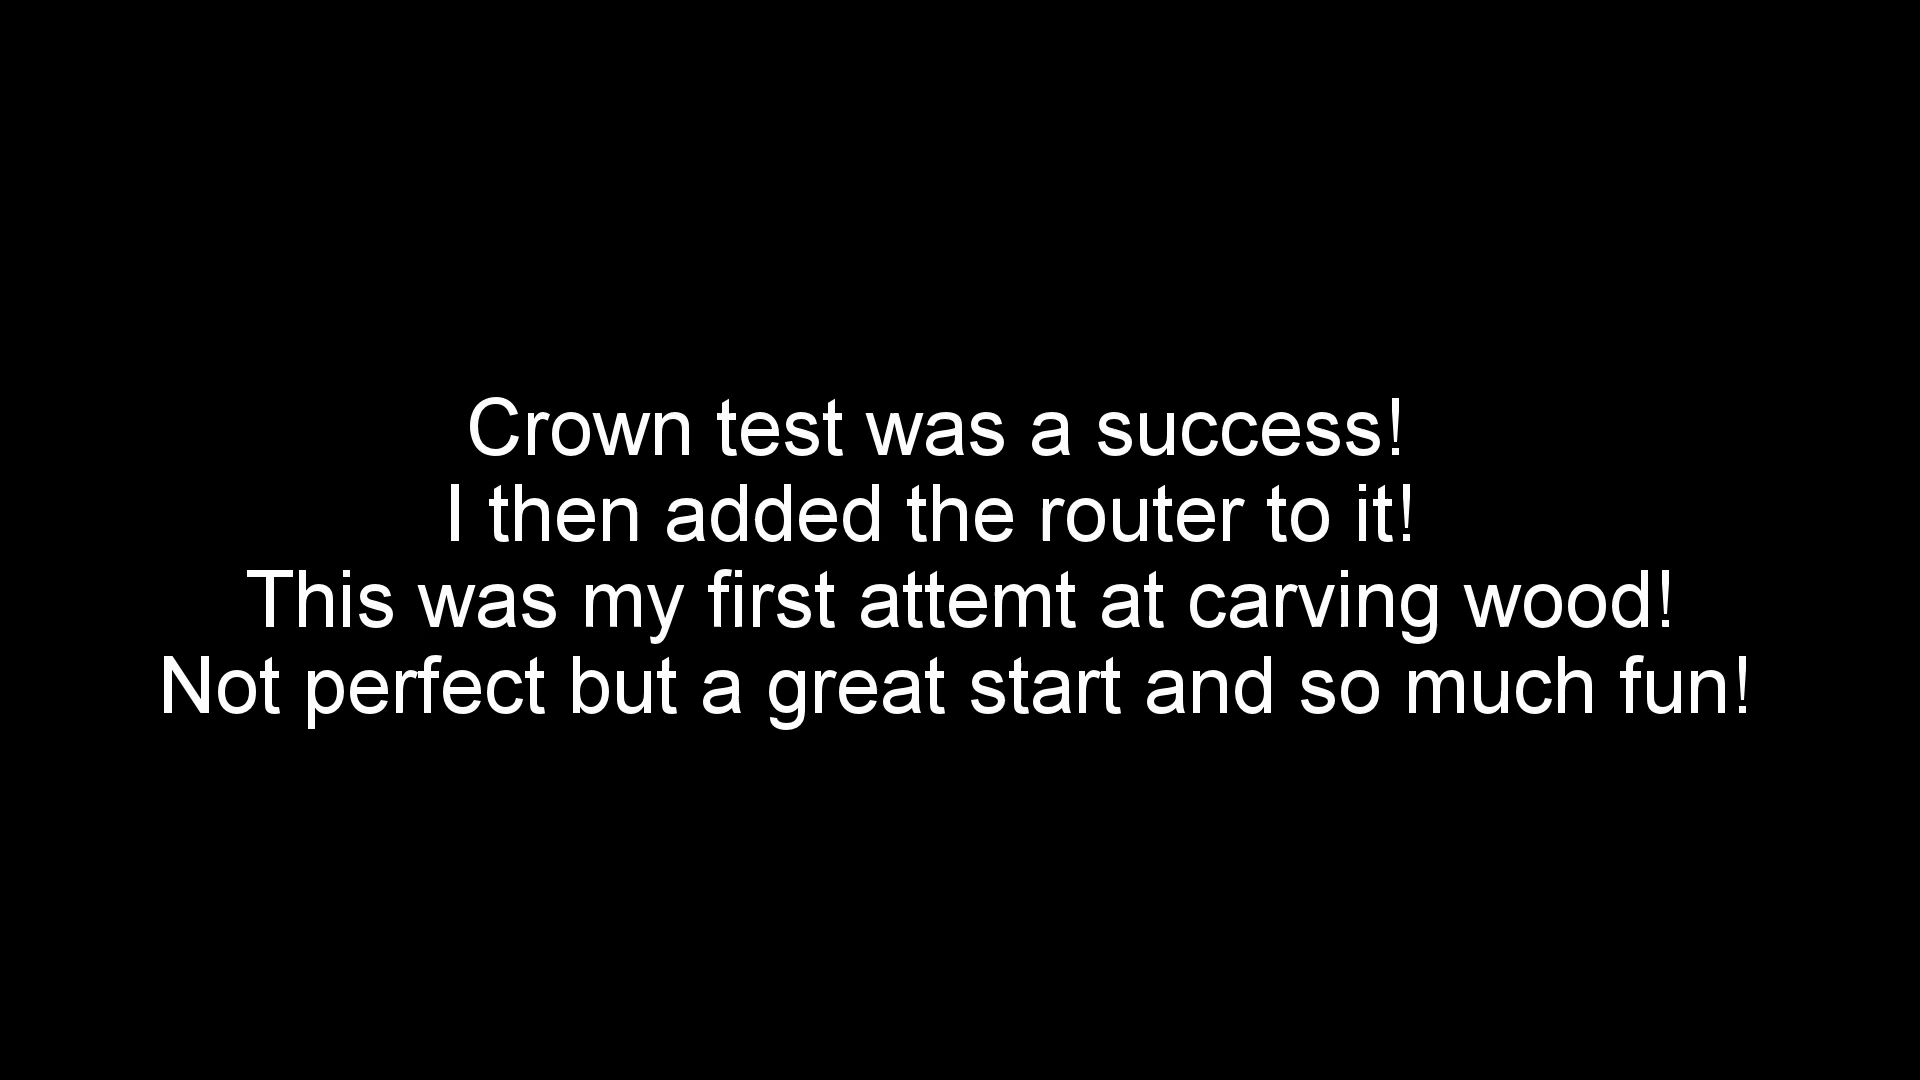 Crown test was a success!
I then added the router to it!
This was my first attemt at carving wood!
Not perfect but a great start and so much fun!